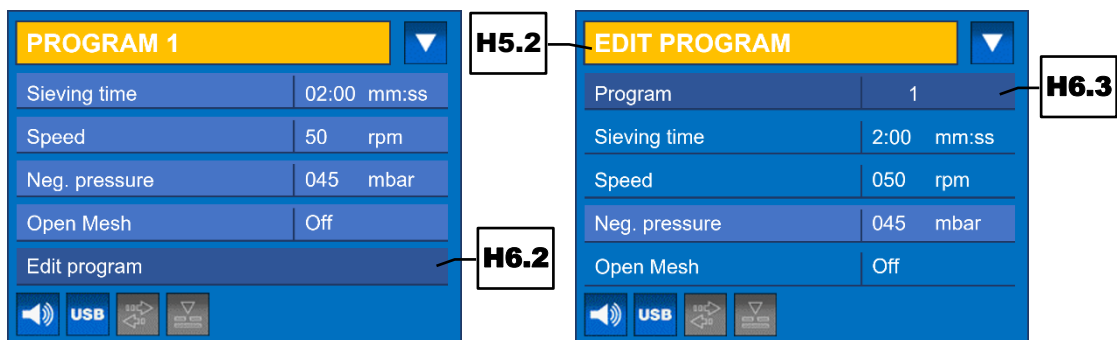 PROGRAM 1
Sieving time 02:00 mm:ss
Speed 50 rpm
Neg. pressure 045 mbar
Open Mesh Off
Edit program
USB
H5.2
H6.2
EDIT PROGRAM
Program 1
Sieving time 2:00 mm:ss
Speed 050 rpm
Neg. pressure 045 mbar
Open Mesh Off
USB
H6.3